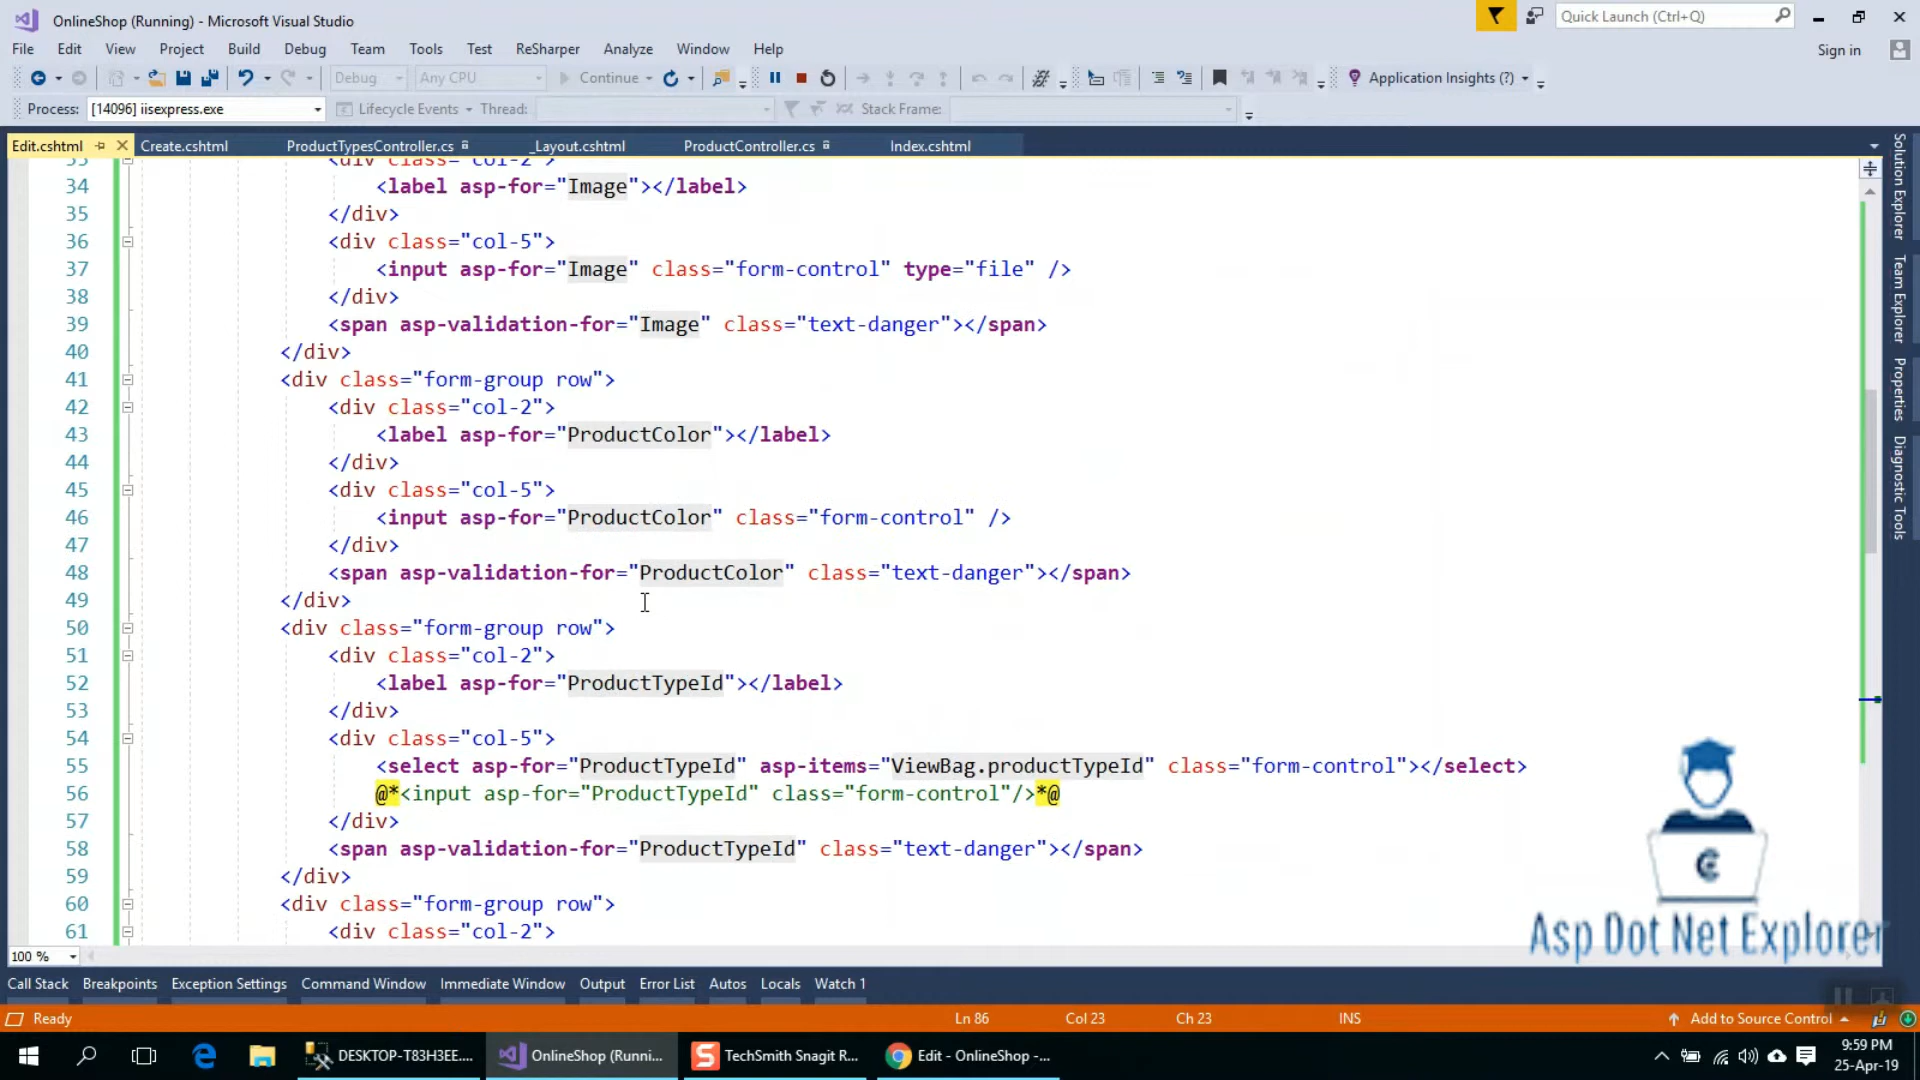 OnlineShop (Running) - Microsoft Visual Studio
Quick Launch (Ctrl+Q)
File Edit View Project Build Debug Team Tools Test ReSharper Analyze Window Help
Sign in
Debug Any CPU Continue Application Insights (?)
Process: [14096] iisexpress.exe Lifecycle Events Thread: Stack Frame:
Edit.cshtml Create.cshtml ProductTypesController.cs _Layout.cshtml ProductController.cs Index.cshtml
33 <div class="col-2">
34 <label asp-for="Image"></label>
35 </div>
36 <div class="col-5">
37 <input asp-for="Image" class="form-control" type="file" />
38 </div>
39 <span asp-validation-for="Image" class="text-danger"></span>
40 </div>
41 <div class="form-group row">
42 <div class="col-2">
43 <label asp-for="ProductColor"></label>
44 </div>
45 <div class="col-5">
46 <input asp-for="ProductColor" class="form-control" />
47 </div>
48 <span asp-validation-for="ProductColor" class="text-danger"></span>
49 </div>
50 <div class="form-group row">
51 <div class="col-2">
52 <label asp-for="ProductTypeId"></label>
53 </div>
54 <div class="col-5">
55 <select asp-for="ProductTypeId" asp-items="ViewBag.productTypeId" class="form-control"></select>
56 @*<input asp-for="ProductTypeId" class="form-control"/>*@
57 </div>
58 <span asp-validation-for="ProductTypeId" class="text-danger"></span>
59 </div>
60 <div class="form-group row">
61 <div class="col-2">
Solution Explorer
Team Explorer
Properties
Diagnostic Tools
Asp Dot Net Explorer
100 %
Call Stack Breakpoints Exception Settings Command Window Immediate Window Output Error List Autos Locals Watch 1
Ready Ln 86 Col 23 Ch 23 INS Add to Source Control
DESKTOP-T83H3EE.... OnlineShop (Runni... TechSmith Snagit R... Edit - OnlineShop -...
9:59 PM
25-Apr-19